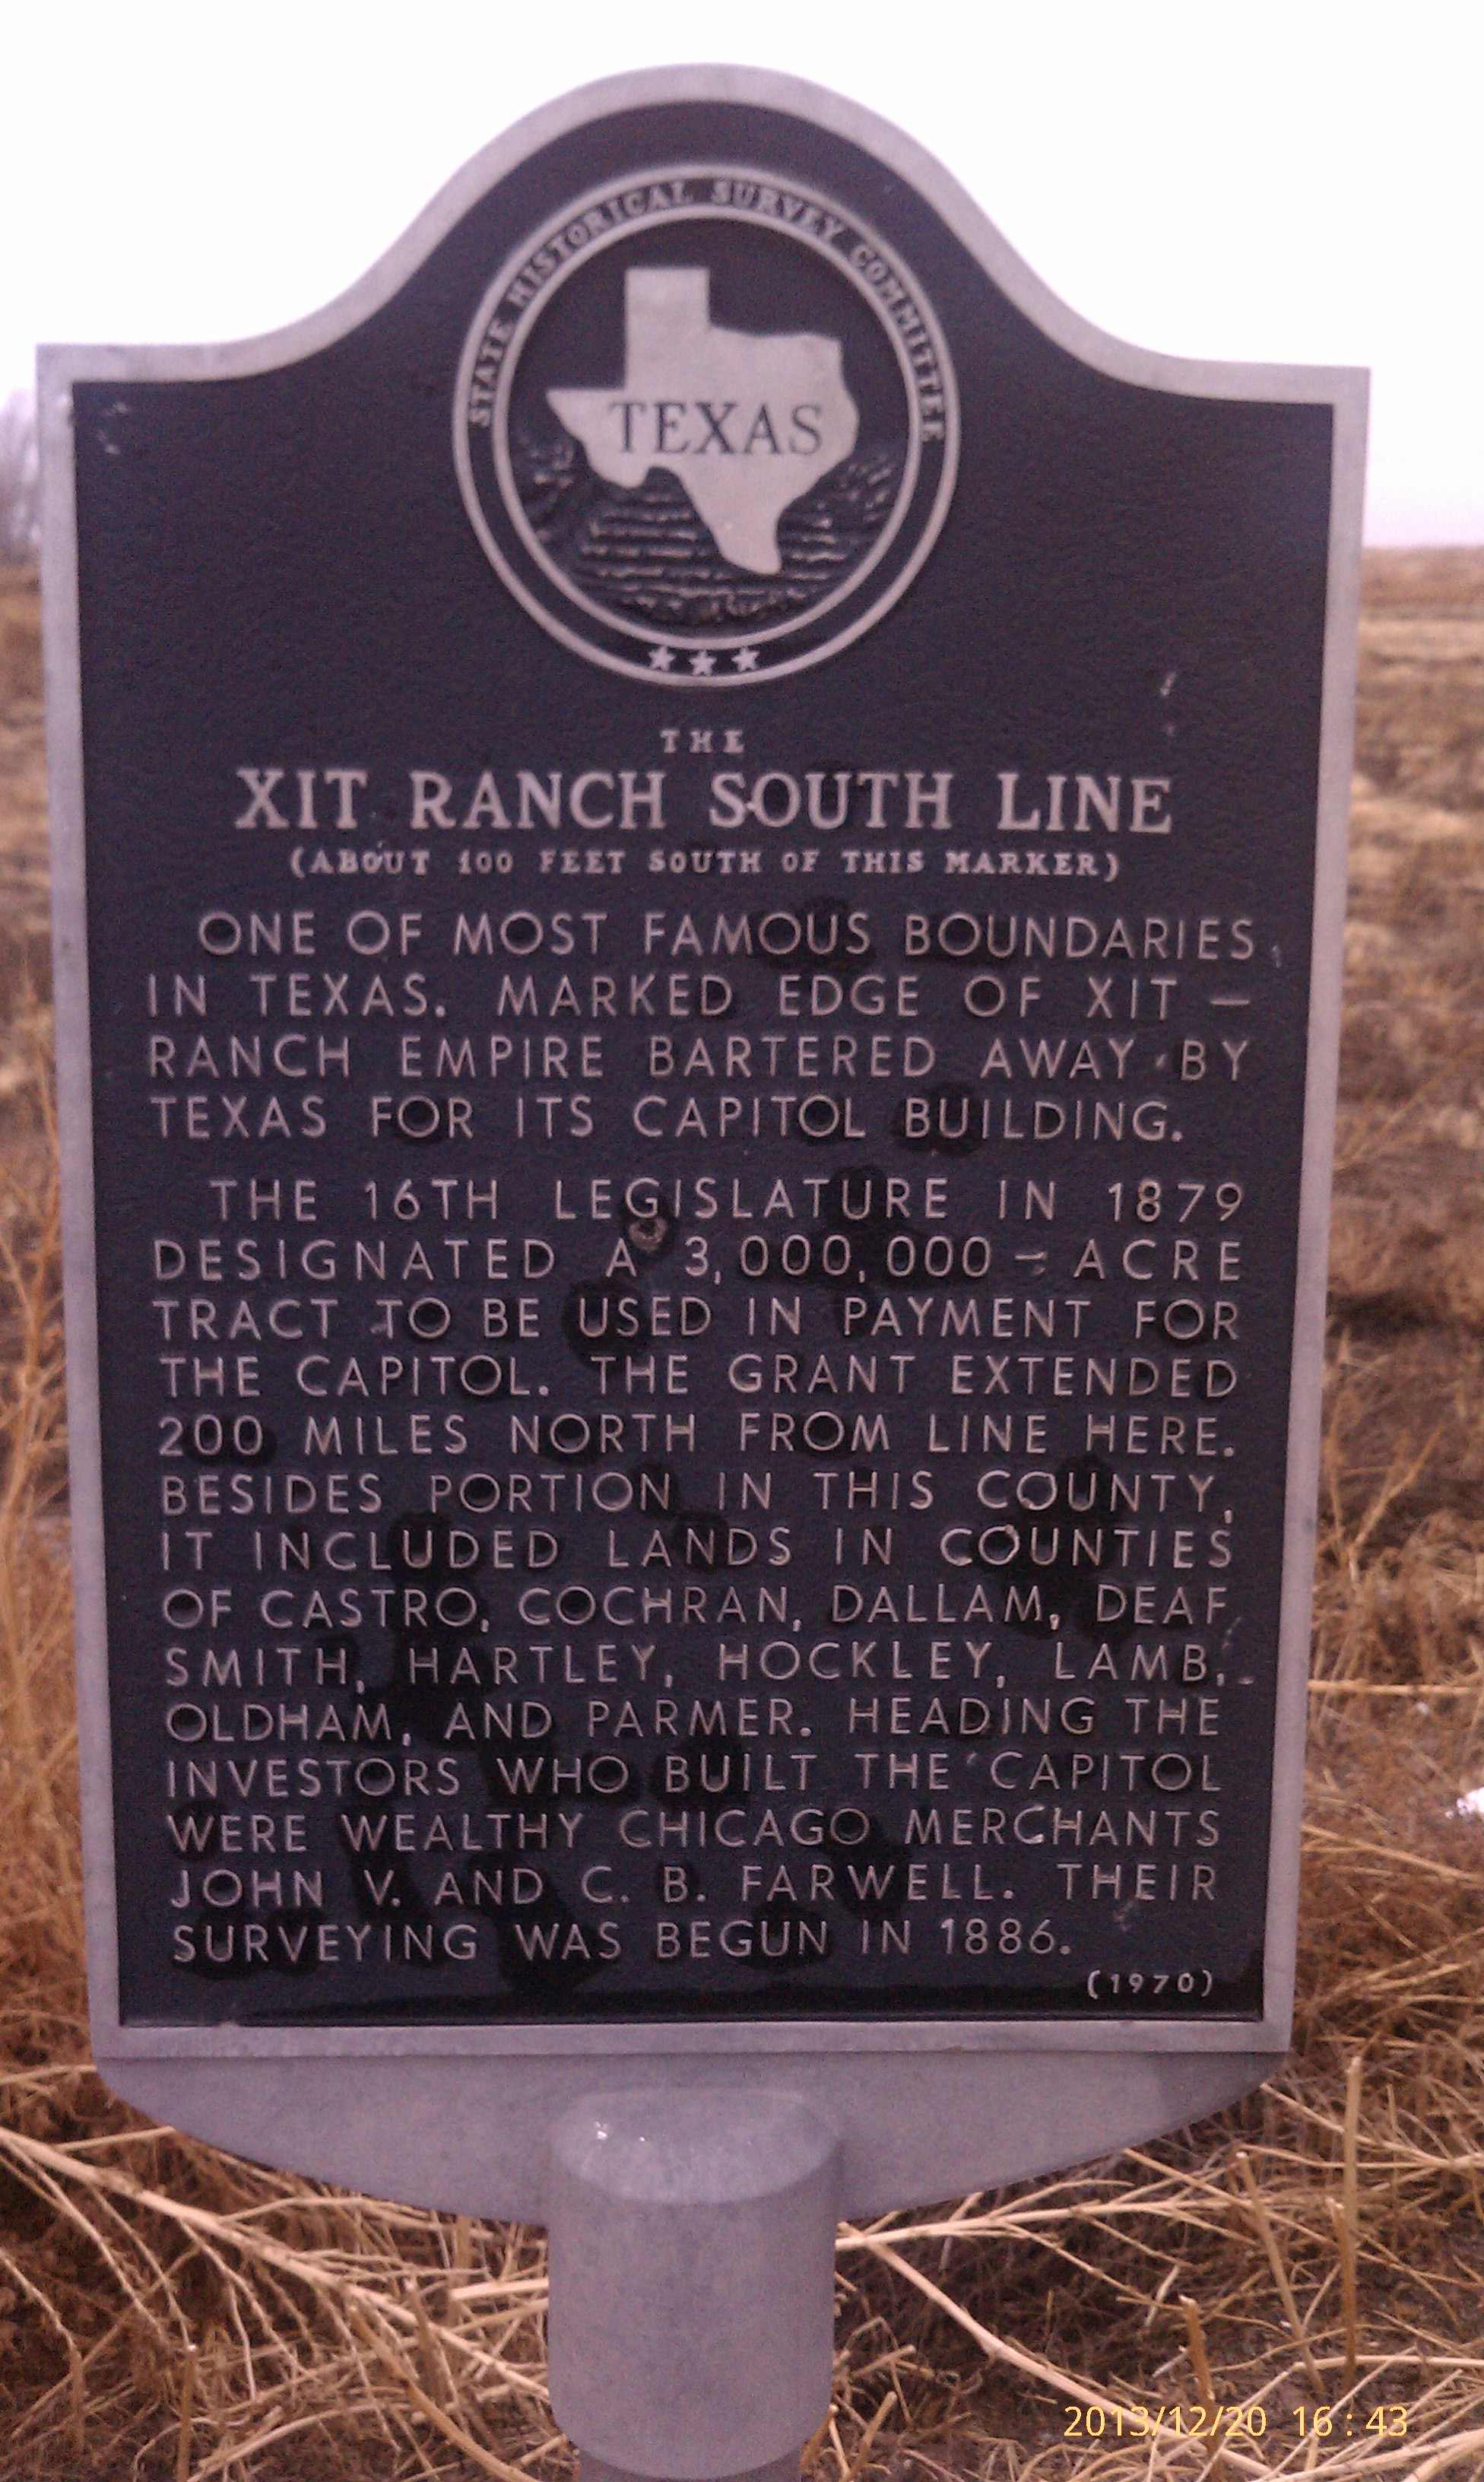 STATE HISTORICAL SURVEY COMMITTEE
TEXAS
THE
XIT RANCH SOUTH LINE
(ABOUT 100 FEET SOUTH OF THIS MARKER)
ONE OF MOST FAMOUS BOUNDARIES
IN TEXAS. MARKED EDGE OF XIT —
RANCH EMPIRE BARTERED AWAY BY
TEXAS FOR ITS CAPITOL BUILDING.
THE 16TH LEGISLATURE IN 1879
DESIGNATED A 3,000,000 - ACRE
TRACT TO BE USED IN PAYMENT FOR
THE CAPITOL. THE GRANT EXTENDED
200 MILES NORTH FROM LINE HERE.
BESIDES PORTION IN THIS COUNTY,
IT INCLUDED LANDS IN COUNTIES
OF CASTRO, COCHRAN, DALLAM, DEAF
SMITH, HARTLEY, HOCKLEY, LAMB,
OLDHAM, AND PARMER. HEADING THE
INVESTORS WHO BUILT THE CAPITOL
WERE WEALTHY CHICAGO MERCHANTS
JOHN V. AND C. B. FARWELL. THEIR
SURVEYING WAS BEGUN IN 1886.
(1970)
2013/12/20 16:43